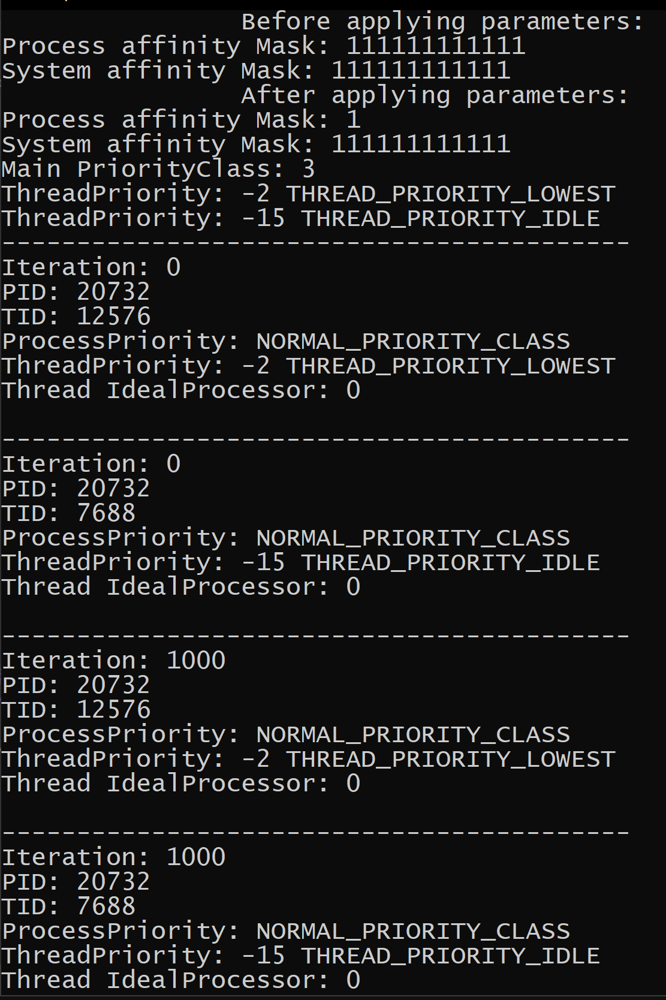 Before applying parameters:
Process affinity Mask: 111111111111
System affinity Mask: 111111111111
After applying parameters:
Process affinity Mask: 1
System affinity Mask: 111111111111
Main PriorityClass: 3
ThreadPriority: -2 THREAD_PRIORITY_LOWEST
ThreadPriority: -15 THREAD_PRIORITY_IDLE
------------------------------------------
Iteration: 0
PID: 20732
TID: 12576
ProcessPriority: NORMAL_PRIORITY_CLASS
ThreadPriority: -2 THREAD_PRIORITY_LOWEST
Thread IdealProcessor: 0
------------------------------------------
Iteration: 0
PID: 20732
TID: 7688
ProcessPriority: NORMAL_PRIORITY_CLASS
ThreadPriority: -15 THREAD_PRIORITY_IDLE
Thread IdealProcessor: 0
------------------------------------------
Iteration: 1000
PID: 20732
TID: 12576
ProcessPriority: NORMAL_PRIORITY_CLASS
ThreadPriority: -2 THREAD_PRIORITY_LOWEST
Thread IdealProcessor: 0
------------------------------------------
Iteration: 1000
PID: 20732
TID: 7688
ProcessPriority: NORMAL_PRIORITY_CLASS
ThreadPriority: -15 THREAD_PRIORITY_IDLE
Thread IdealProcessor: 0